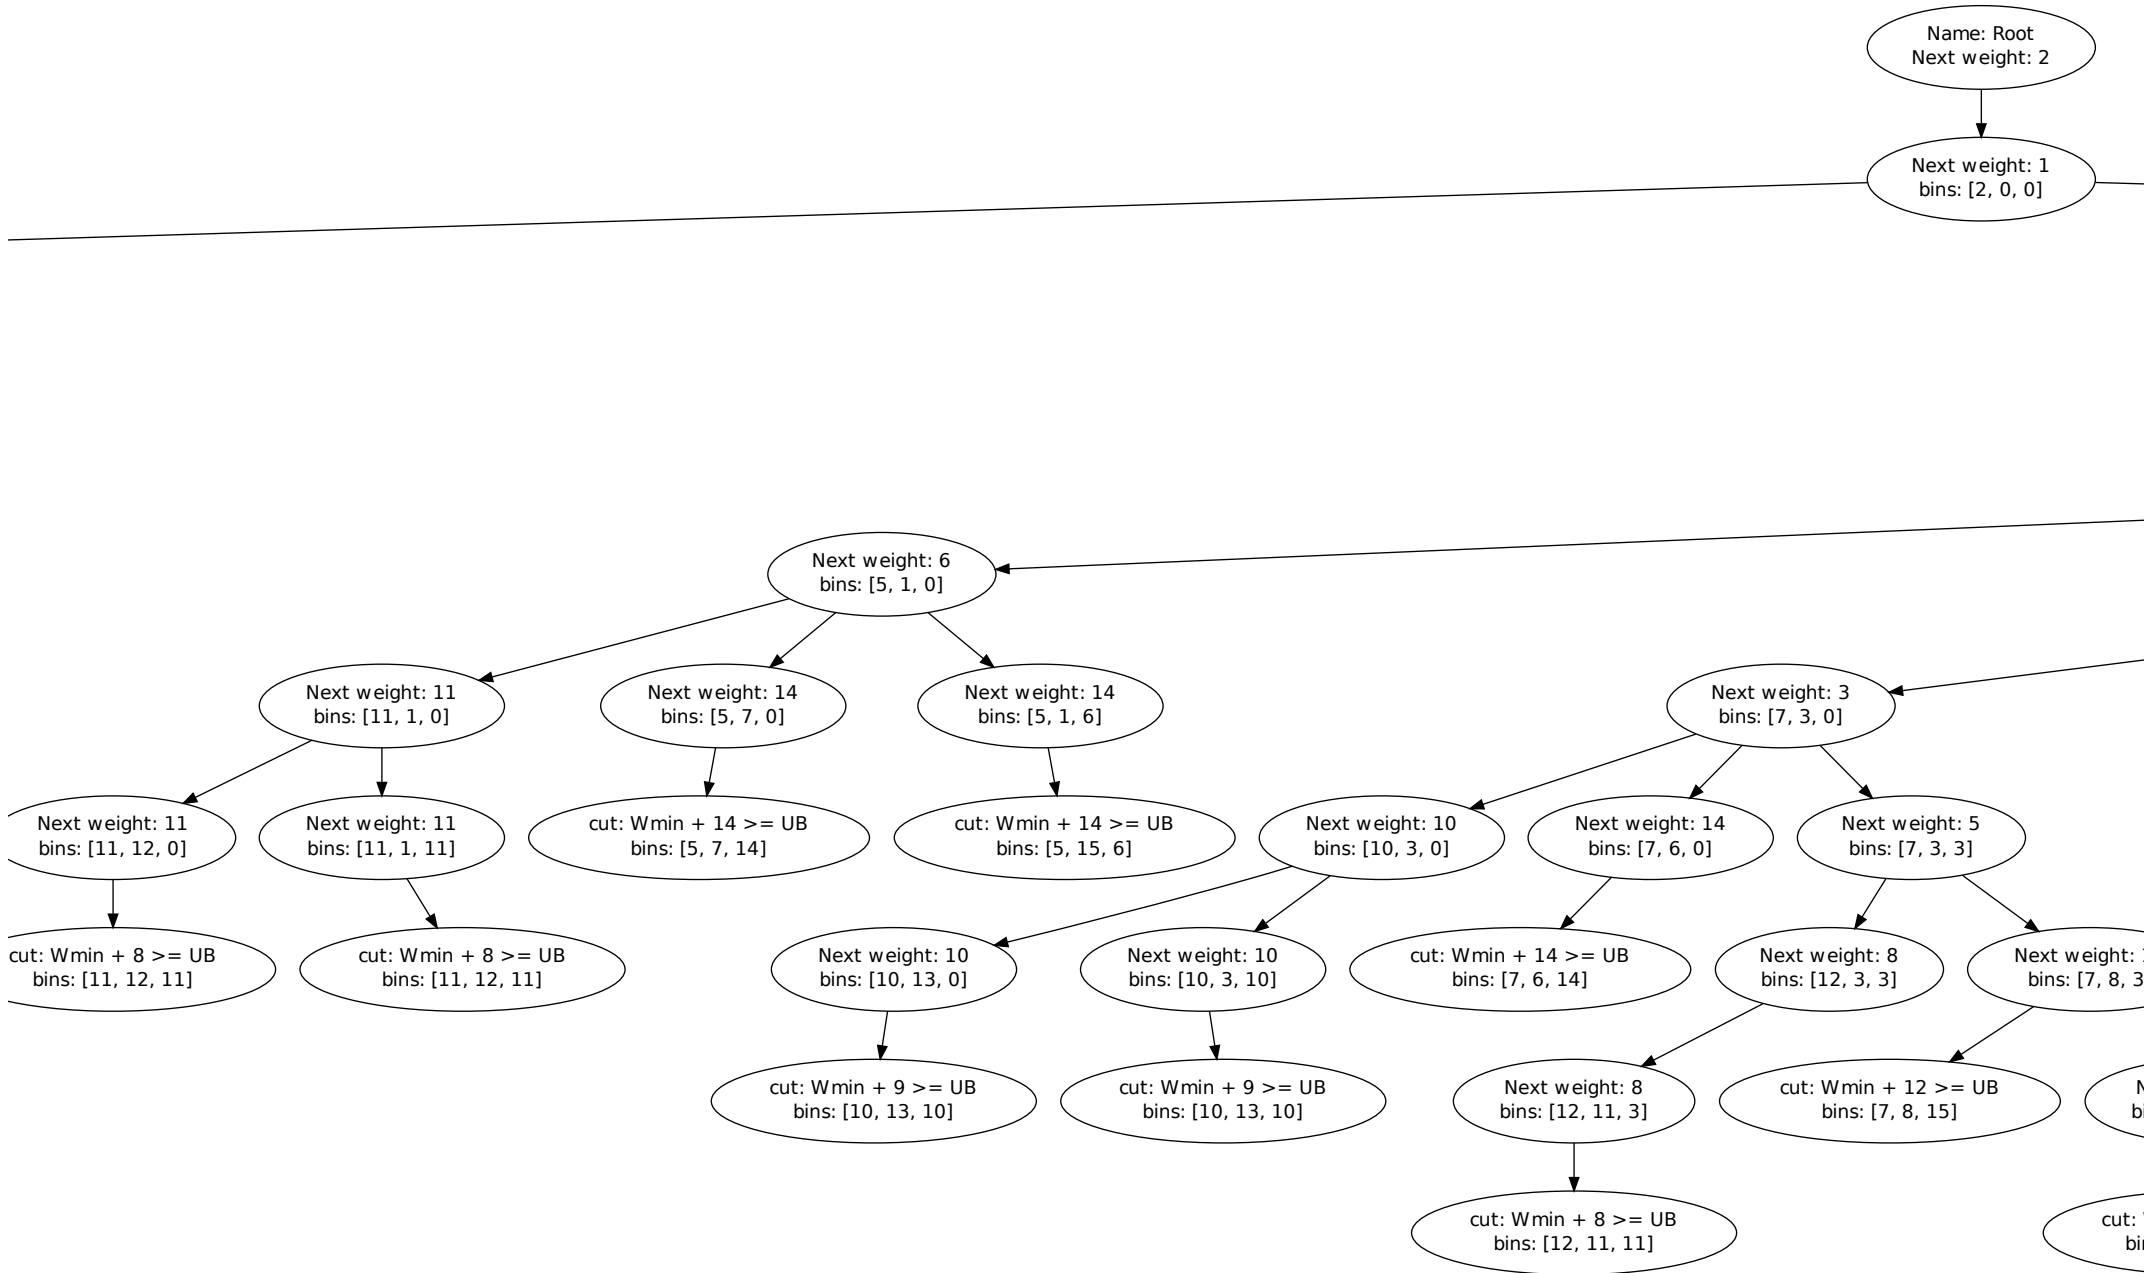 Name: Root
Next weight: 2
Next weight: 1
bins: [2, 0, 0]
Next weight: 6
bins: [5, 1, 0]
Next weight: 11
bins: [11, 1, 0]
Next weight: 14
bins: [5, 7, 0]
Next weight: 14
bins: [5, 1, 6]
Next weight: 3
bins: [7, 3, 0]
Next weight: 11
bins: [11, 12, 0]
Next weight: 11
bins: [11, 1, 11]
cut: Wmin + 14 >= UB
bins: [5, 7, 14]
cut: Wmin + 14 >= UB
bins: [5, 15, 6]
Next weight: 10
bins: [10, 3, 0]
Next weight: 14
bins: [7, 6, 0]
Next weight: 5
bins: [7, 3, 3]
cut: Wmin + 8 >= UB
bins: [11, 12, 11]
cut: Wmin + 8 >= UB
bins: [11, 12, 11]
Next weight: 10
bins: [10, 13, 0]
Next weight: 10
bins: [10, 3, 10]
cut: Wmin + 14 >= UB
bins: [7, 6, 14]
Next weight: 8
bins: [12, 3, 3]
Next weight:
bins: [7, 8, 3
cut: Wmin + 9 >= UB
bins: [10, 13, 10]
cut: Wmin + 9 >= UB
bins: [10, 13, 10]
Next weight: 8
bins: [12, 11, 3]
cut: Wmin + 12 >= UB
bins: [7, 8, 15]
cut: Wmin + 8 >= UB
bins: [12, 11, 11]
cut: